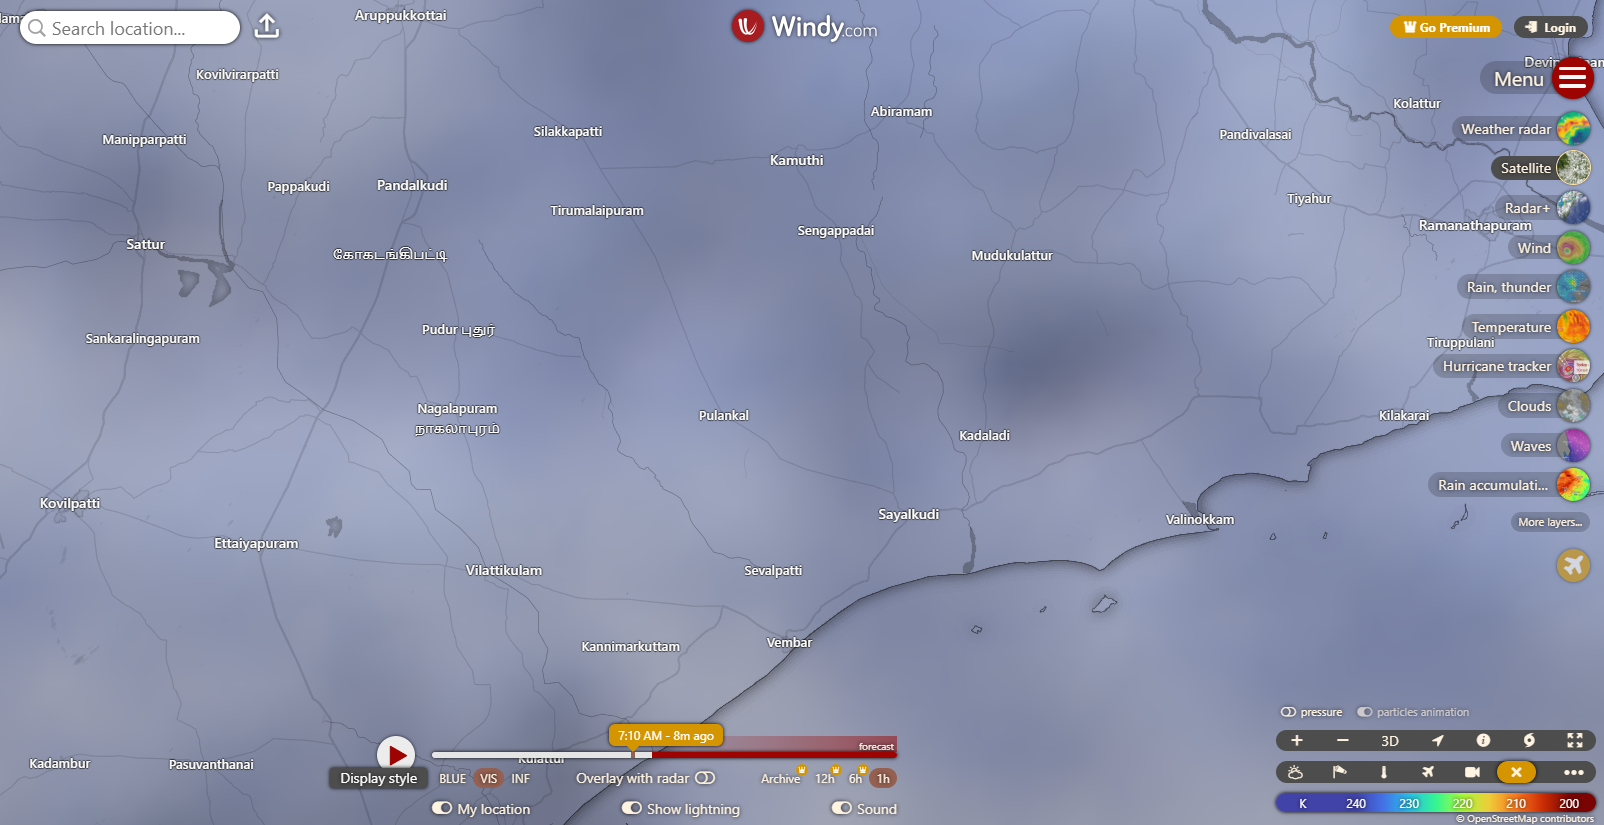 Search location...
Windy.com
Go Premium
Login
Menu
Weather radar
Satellite
Radar+
Wind
Rain, thunder
Temperature
Hurricane tracker
Clouds
Waves
Rain accumulati...
More layers...
Aruppukkottai
Kovilvirarpatti
Manipparpatti
Silakkapatti
Abiramam
Kolattur
Pandivalasai
Kamuthi
Pappakudi
Pandalkudi
Tirumalaipuram
Tiyahur
Ramanathapuram
Sengappadai
Sattur
கோகடங்கிபட்டி
Mudukulattur
Pudur புதுர்
Sankaralingapuram
Tiruppulani
Nagalapuram
நாகலாபுரம்
Pulankal
Kilakarai
Kadaladi
Kovilpatti
Sayalkudi
Valinokkam
Ettaiyapuram
Vilattikulam
Sevalpatti
Kannimarkuttam
Vembar
Kadambur
Pasuvanthanai
Kulattur
7:10 AM - 8m ago
forecast
Display style
BLUE VIS INF
Overlay with radar
Archive 12h 6h 1h
My location
Show lightning
Sound
pressure
particles animation
3D
K 240 230 220 210 200
© OpenStreetMap contributors